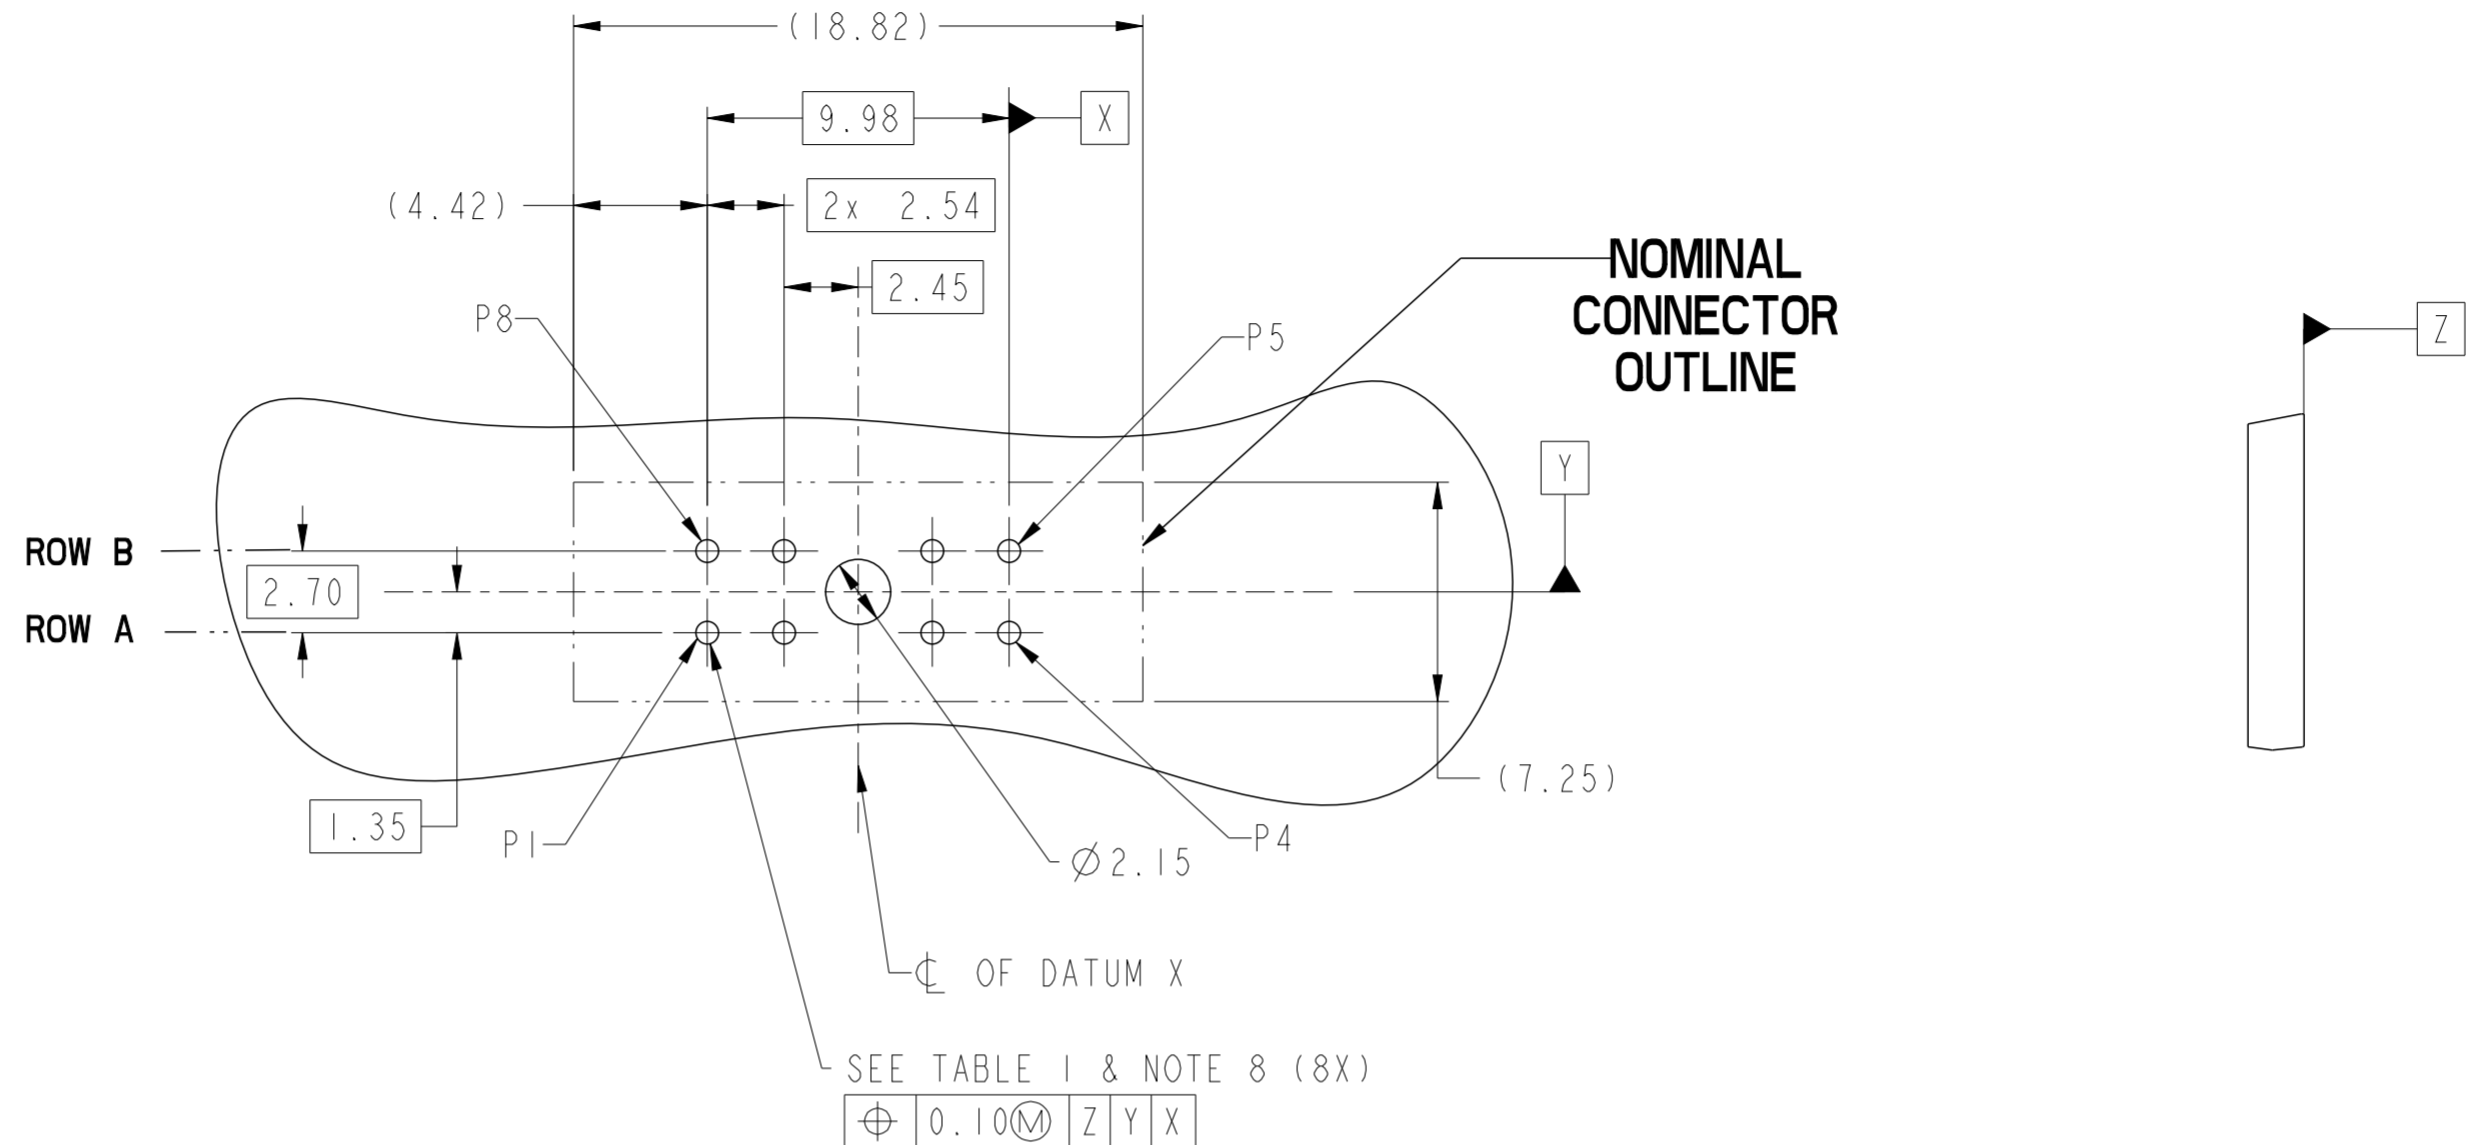 (18.82)
9.98
X
(4.42)
2x 2.54
2.45
NOMINAL
CONNECTOR
OUTLINE
P8
P5
Z
Y
ROW B
2.70
ROW A
(7.25)
1.35
P1
P4
Ø2.15
℄ OF DATUM X
SEE TABLE 1 & NOTE 8 (8X)
⌖ 0.10Ⓜ Z Y X